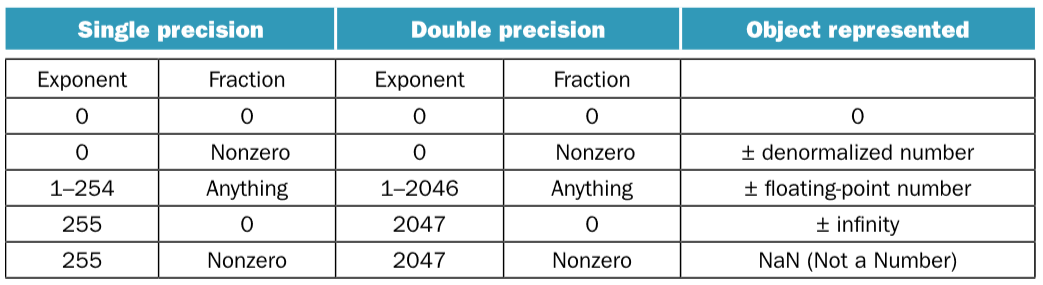 Single precision Double precision Object represented
Exponent Fraction Exponent Fraction
0 0 0 0 0
0 Nonzero 0 Nonzero ± denormalized number
1–254 Anything 1–2046 Anything ± floating-point number
255 0 2047 0 ± infinity
255 Nonzero 2047 Nonzero NaN (Not a Number)